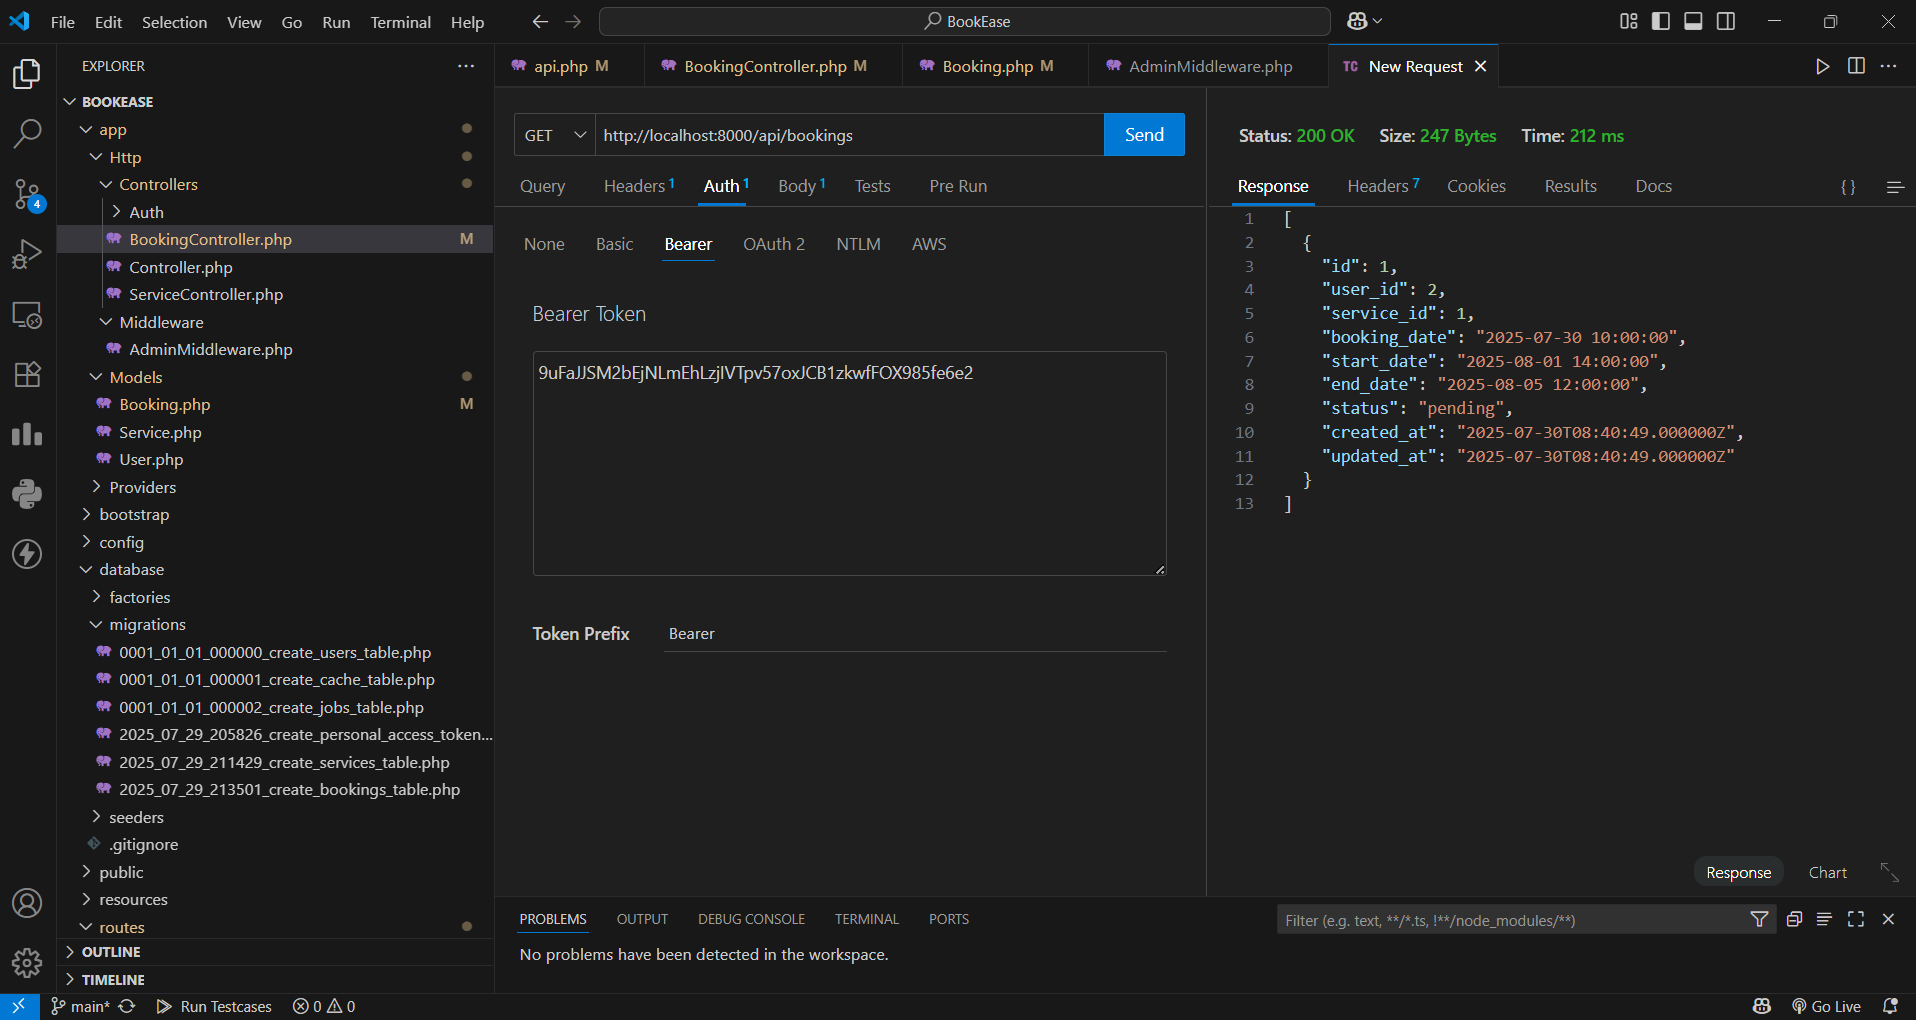 File Edit Selection View Go Run Terminal Help
BookEase
EXPLORER
BOOKEASE
app
Http
Controllers
Auth
BookingController.php M
Controller.php
ServiceController.php
Middleware
AdminMiddleware.php
Models
Booking.php M
Service.php
User.php
Providers
bootstrap
config
database
factories
migrations
0001_01_01_000000_create_users_table.php
0001_01_01_000001_create_cache_table.php
0001_01_01_000002_create_jobs_table.php
2025_07_29_205826_create_personal_access_token...
2025_07_29_211429_create_services_table.php
2025_07_29_213501_create_bookings_table.php
seeders
.gitignore
public
resources
routes
OUTLINE
TIMELINE
4
api.php M BookingController.php M Booking.php M AdminMiddleware.php TC New Request
GET http://localhost:8000/api/bookings Send
Query Headers 1 Auth 1 Body 1 Tests Pre Run
None Basic Bearer OAuth 2 NTLM AWS
Bearer Token
9uFaJJSM2bEjNLmEhLzjIVTpv57oxJCB1zkwfFOX985fe6e2
Token Prefix Bearer
Status: 200 OK Size: 247 Bytes Time: 212 ms
Response Headers 7 Cookies Results Docs {}
1 [
2 {
3 "id": 1,
4 "user_id": 2,
5 "service_id": 1,
6 "booking_date": "2025-07-30 10:00:00",
7 "start_date": "2025-08-01 14:00:00",
8 "end_date": "2025-08-05 12:00:00",
9 "status": "pending",
10 "created_at": "2025-07-30T08:40:49.000000Z",
11 "updated_at": "2025-07-30T08:40:49.000000Z"
12 }
13 ]
Response Chart
PROBLEMS OUTPUT DEBUG CONSOLE TERMINAL PORTS
Filter (e.g. text, **/*.ts, !**/node_modules/**)
No problems have been detected in the workspace.
main* Run Testcases 0 0
Go Live